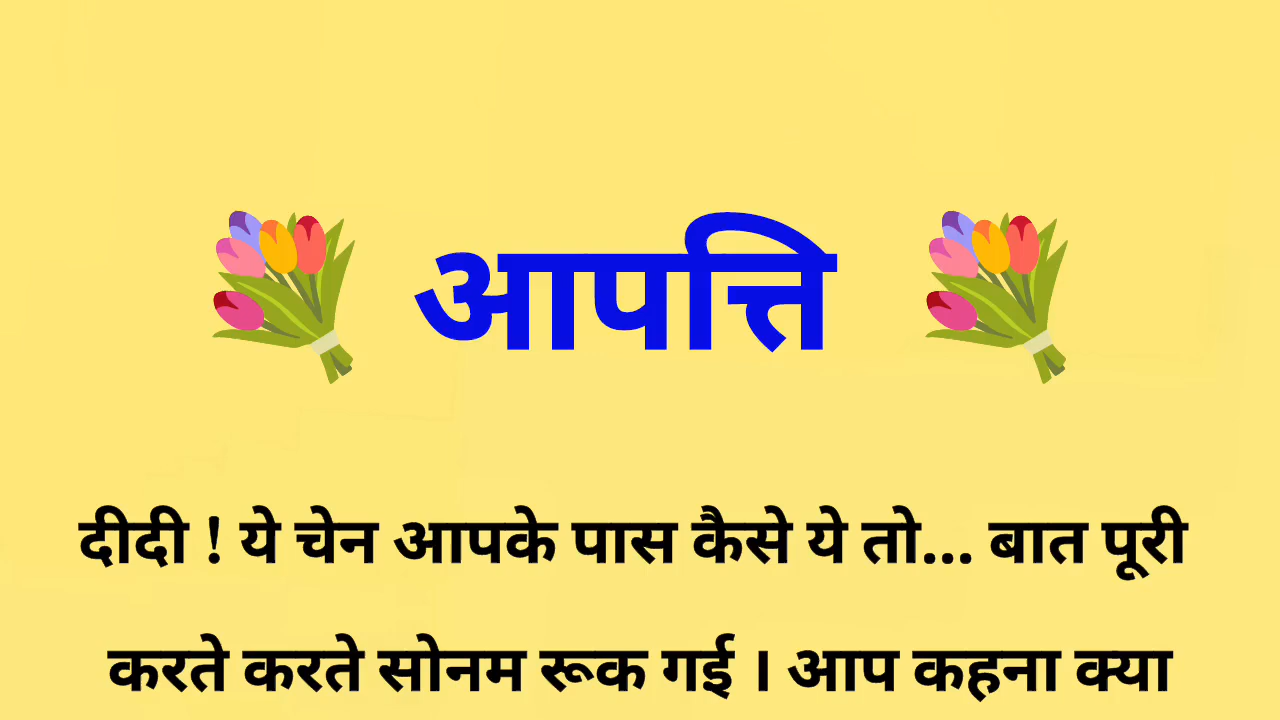 आपत्ति
दीदी ! ये चेन आपके पास कैसे ये तो... बात पूरी
करते करते सोनम रूक गई । आप कहना क्या